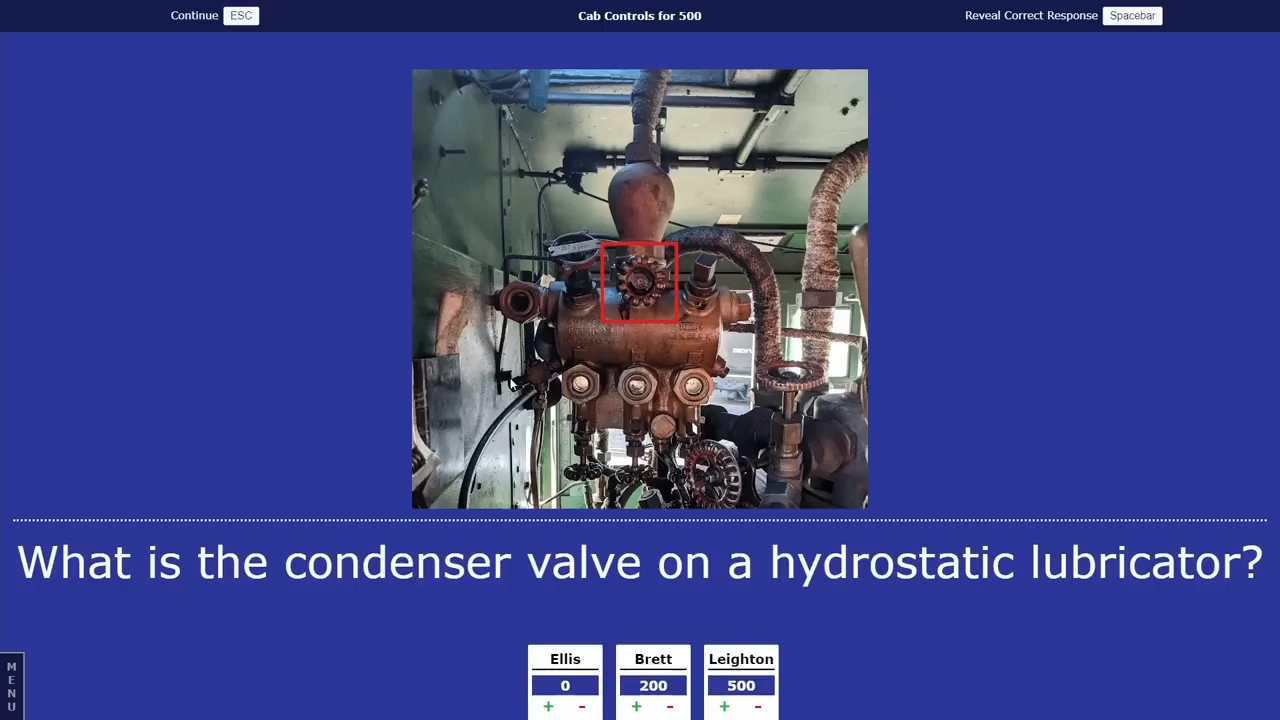 Continue ESC
Cab Controls for 500
Reveal Correct Response Spacebar
What is the condenser valve on a hydrostatic lubricator?
Ellis
0
+ -
Brett
200
+ -
Leighton
500
+ -
MENU